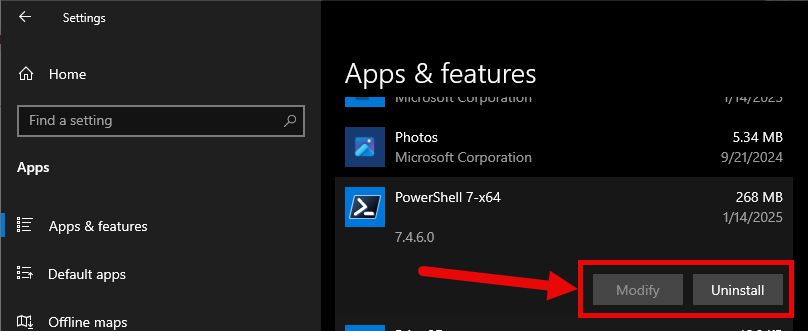 Settings
Home
Find a setting
Apps
Apps & features
Default apps
Offline maps
Apps & features
Microsoft Corporation 1/14/2025
Photos 5.34 MB
Microsoft Corporation 9/21/2024
PowerShell 7-x64 268 MB
1/14/2025
7.4.6.0
Modify Uninstall